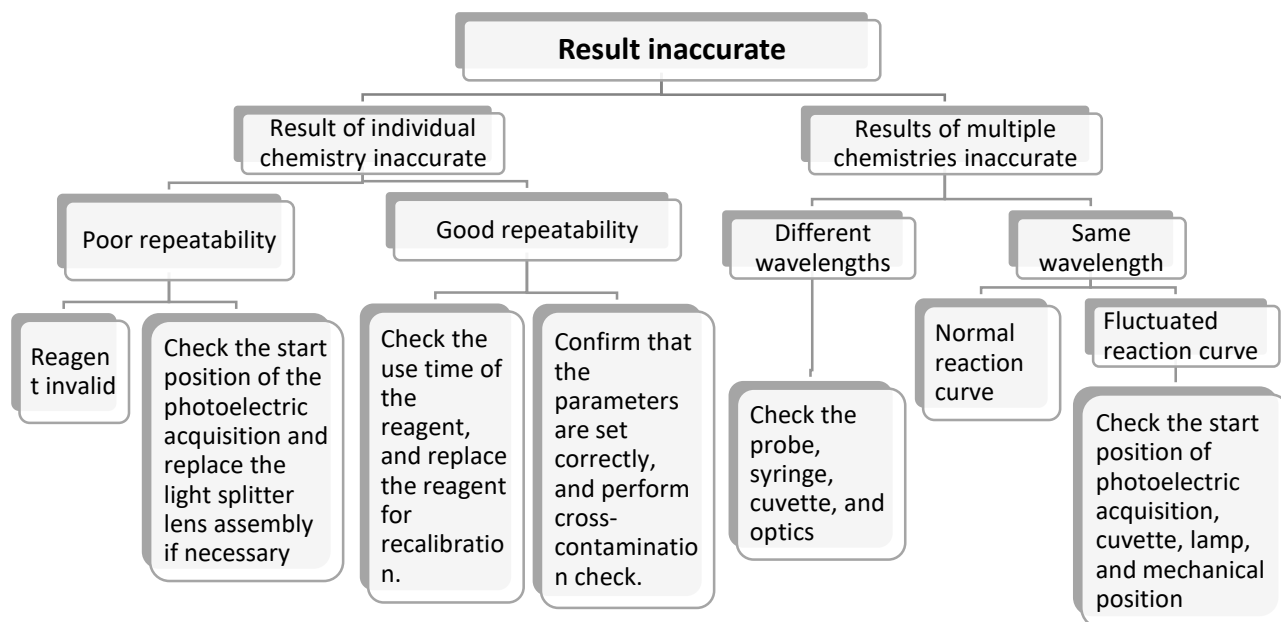 Result inaccurate
Result of individual
chemistry inaccurate
Results of multiple
chemistries inaccurate
Poor repeatability
Good repeatability
Different
wavelengths
Same
wavelength
Reagen
t invalid
Check the start
position of the
photoelectric
acquisition and
replace the
light splitter
lens assembly
if necessary
Check the
use time of
the
reagent,
and replace
the reagent
for
recalibratio
n.
Confirm that
the
parameters
are set
correctly,
and perform
cross-
contaminatio
n check.
Check the
probe,
syringe,
cuvette, and
optics
Normal
reaction
curve
Fluctuated
reaction curve
Check the start
position of
photoelectric
acquisition,
cuvette, lamp,
and mechanical
position